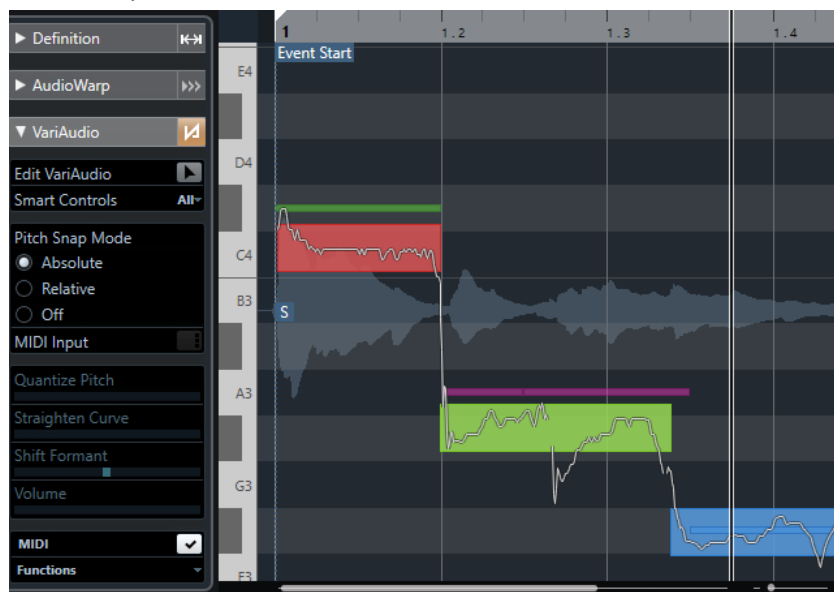 Definition
AudioWarp
VariAudio
Edit VariAudio
Smart Controls All
Pitch Snap Mode
Absolute
Relative
Off
MIDI Input
Quantize Pitch
Straighten Curve
Shift Formant
Volume
MIDI
Functions
1 1.2 1.3 1.4
Event Start
E4
D4
C4
B3
S
A3
G3
F3